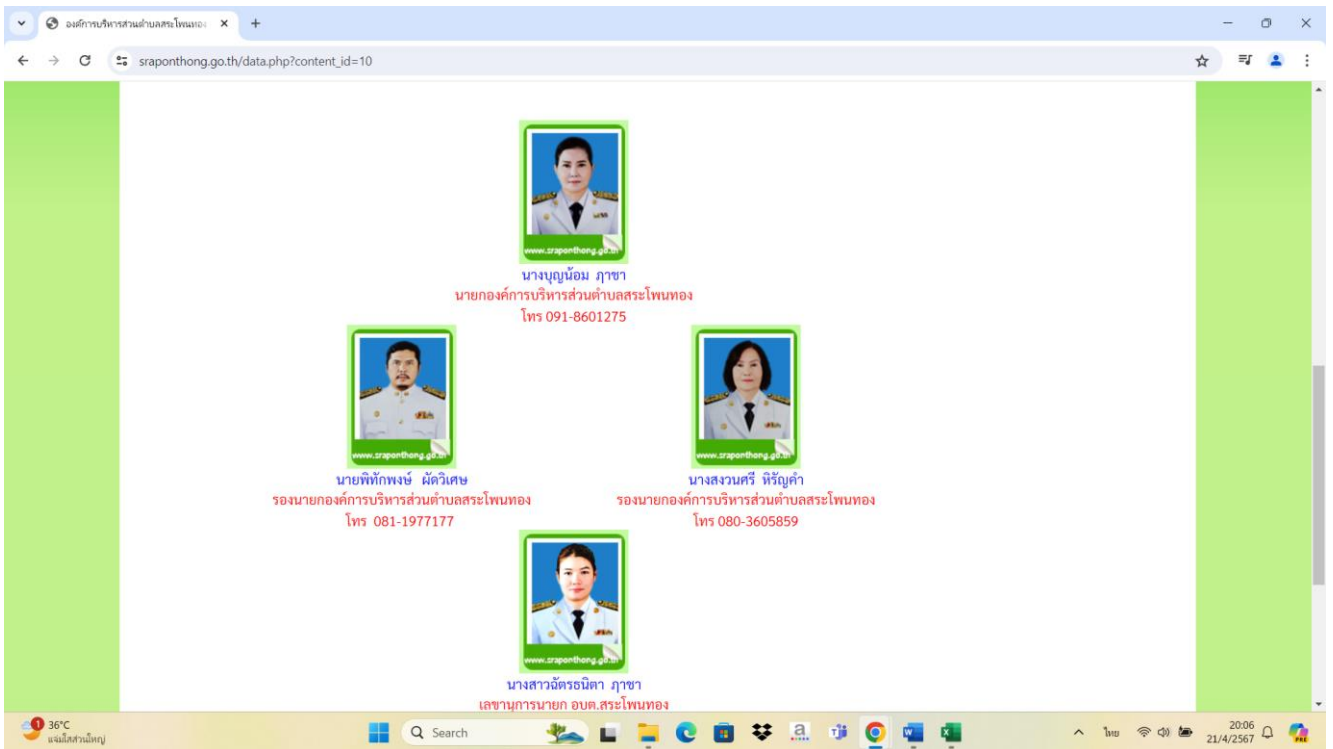 องค์การบริหารส่วนตำบลสระโพนทอง
sraponthong.go.th/data.php?content_id=10
www.sraponthong.go.th
นางบุญน้อม ภาชา
นายกองค์การบริหารส่วนตำบลสระโพนทอง
โทร 091-8601275
www.sraponthong.go.th
www.sraponthong.go.th
นายพิทักพงษ์ ผัดวิเศษ
นางสงวนศรี หิรัญคำ
รองนายกองค์การบริหารส่วนตำบลสระโพนทอง
รองนายกองค์การบริหารส่วนตำบลสระโพนทอง
โทร 081-1977177
โทร 080-3605859
www.sraponthong.go.th
นางสาวฉัตรธนิตา ภาชา
เลขานุการนายก อบต.สระโพนทอง
1
36°C
แจ่มใสส่วนใหญ่
Search
ไทย
20:06
21/4/2567
PRE